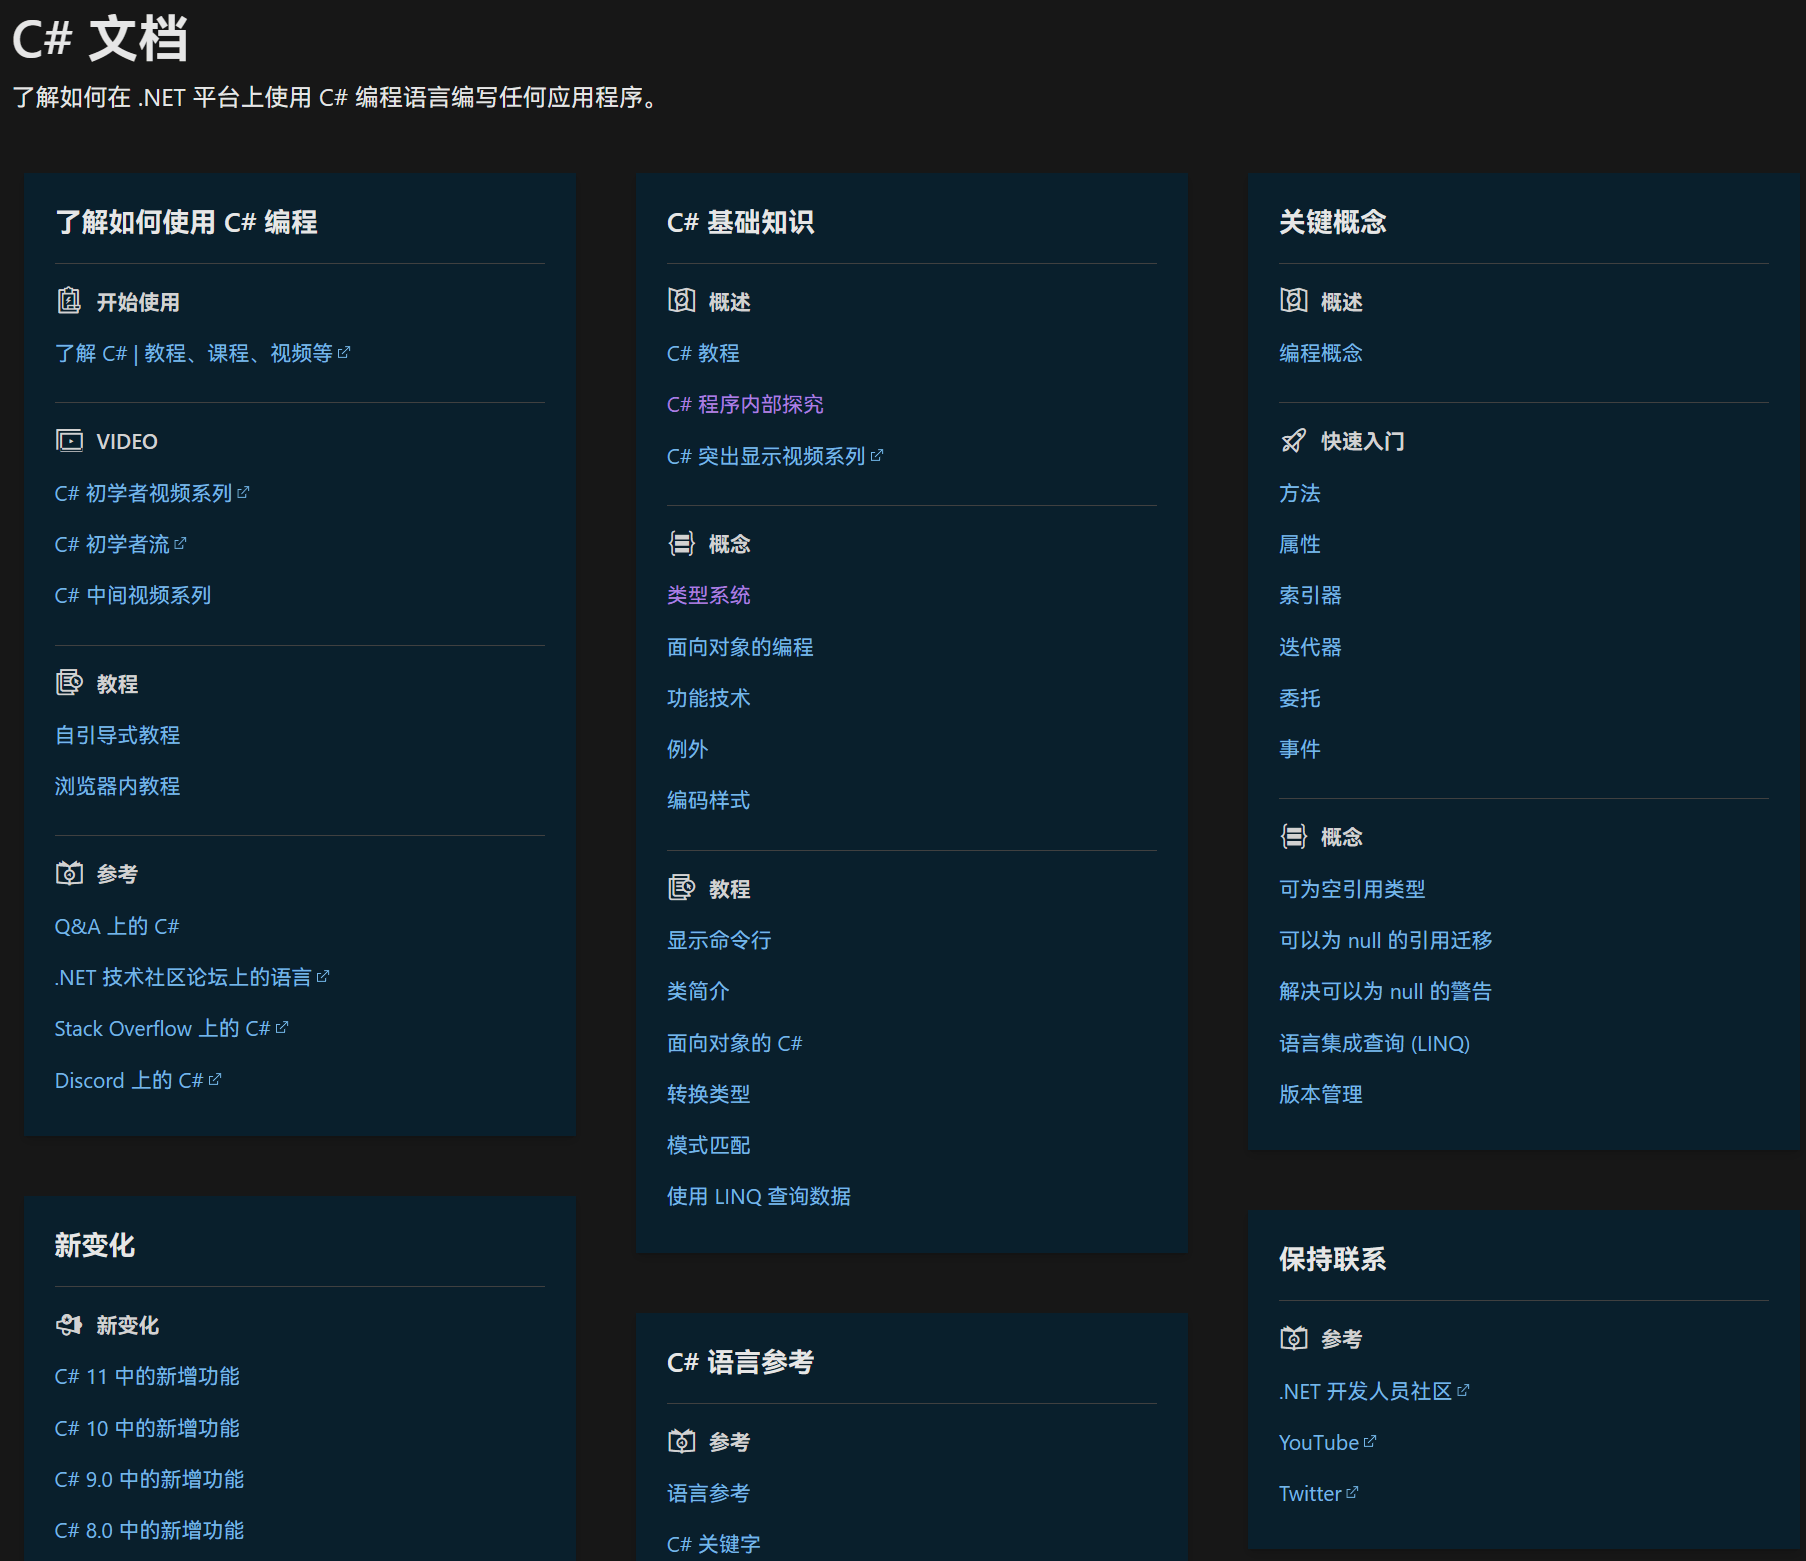 C# 文档
了解如何在 .NET 平台上使用 C# 编程语言编写任何应用程序。
了解如何使用 C# 编程
开始使用
了解 C# | 教程、课程、视频等
VIDEO
C# 初学者视频系列
C# 初学者流
C# 中间视频系列
教程
自引导式教程
浏览器内教程
参考
Q&A 上的 C#
.NET 技术社区论坛上的语言
Stack Overflow 上的 C#
Discord 上的 C#
新变化
新变化
C# 11 中的新增功能
C# 10 中的新增功能
C# 9.0 中的新增功能
C# 8.0 中的新增功能
C# 基础知识
概述
C# 教程
C# 程序内部探究
C# 突出显示视频系列
概念
类型系统
面向对象的编程
功能技术
例外
编码样式
教程
显示命令行
类简介
面向对象的 C#
转换类型
模式匹配
使用 LINQ 查询数据
C# 语言参考
参考
语言参考
C# 关键字
关键概念
概述
编程概念
快速入门
方法
属性
索引器
迭代器
委托
事件
概念
可为空引用类型
可以为 null 的引用迁移
解决可以为 null 的警告
语言集成查询 (LINQ)
版本管理
保持联系
参考
.NET 开发人员社区
YouTube
Twitter